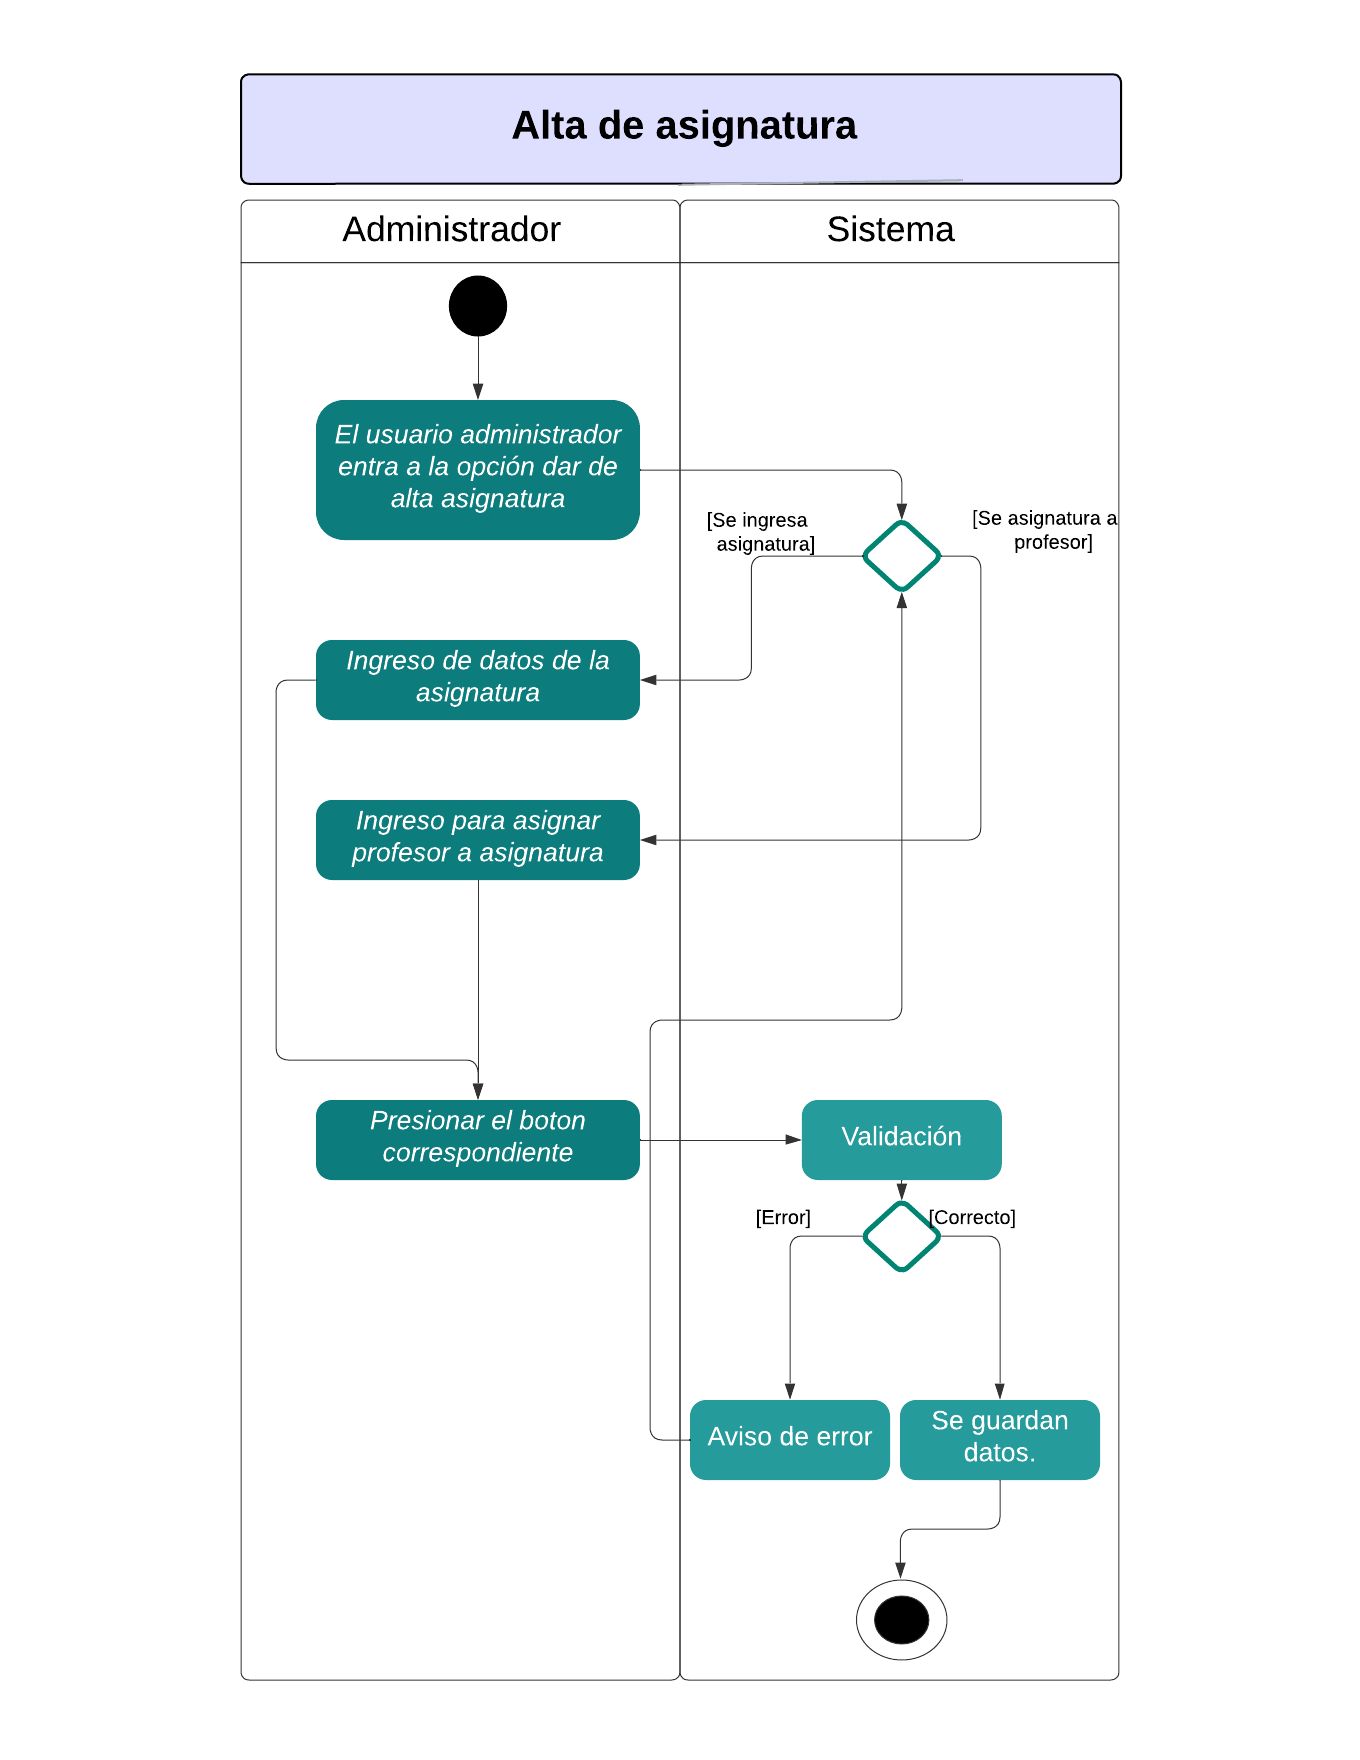 Alta de asignatura
Administrador
Sistema
El usuario administrador
entra a la opción dar de
alta asignatura
[Se ingresa
asignatura]
[Se asignatura a
profesor]
Ingreso de datos de la
asignatura
Ingreso para asignar
profesor a asignatura
Presionar el boton
correspondiente
Validación
[Error]
[Correcto]
Aviso de error
Se guardan
datos.